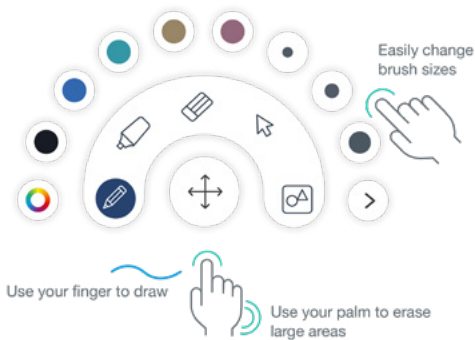 Easily change
brush sizes
Use your finger to draw
Use your palm to erase
large areas